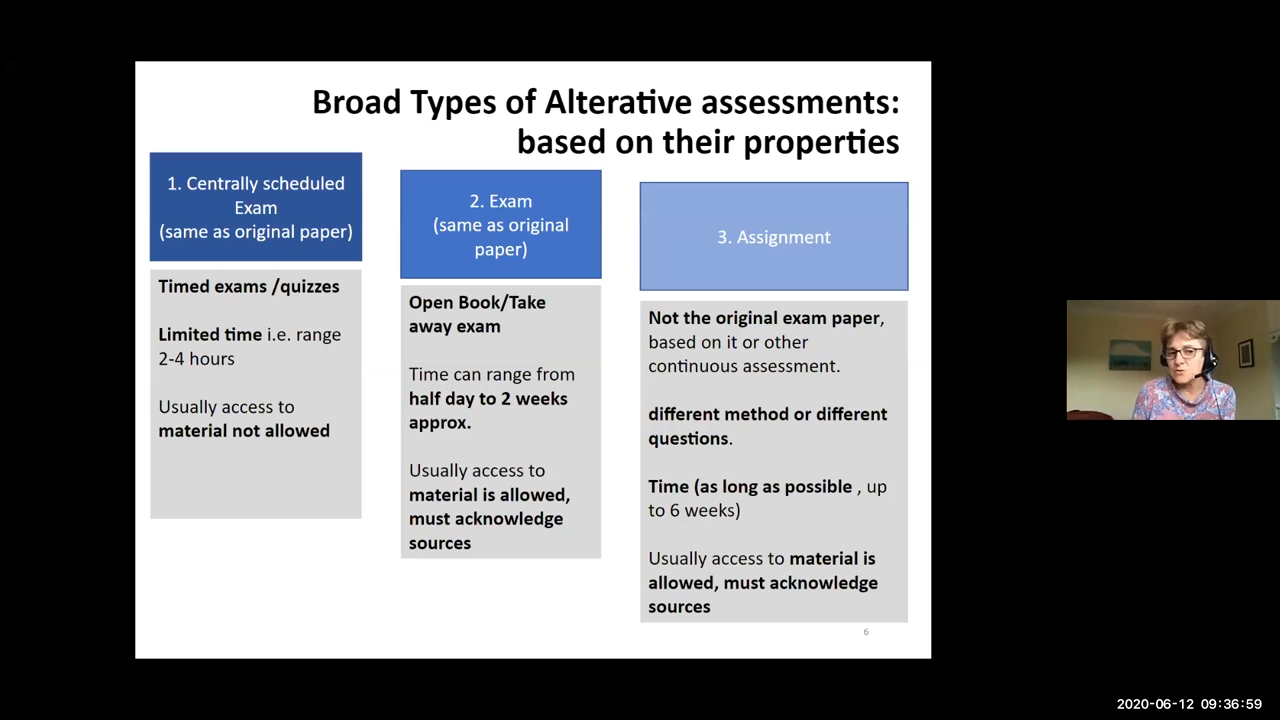 Broad Types of Alterative assessments:
based on their properties
1. Centrally scheduled
Exam
(same as original paper)
Timed exams /quizzes
Limited time i.e. range
2-4 hours
Usually access to
material not allowed
2. Exam
(same as original
paper)
Open Book/Take
away exam
Time can range from
half day to 2 weeks
approx.
Usually access to
material is allowed,
must acknowledge
sources
3. Assignment
Not the original exam paper,
based on it or other
continuous assessment.
different method or different
questions.
Time (as long as possible , up
to 6 weeks)
Usually access to material is
allowed, must acknowledge
sources
6
2020-06-12 09:36:59